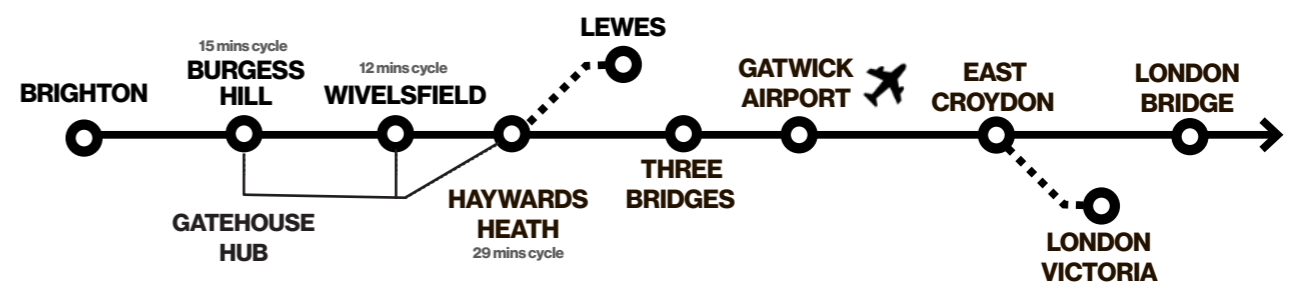 BRIGHTON
15 mins cycle
BURGESS
HILL
12 mins cycle
WIVELSFIELD
LEWES
GATWICK
AIRPORT
EAST
CROYDON
LONDON
BRIDGE
GATEHOUSE
HUB
HAYWARDS
HEATH
29 mins cycle
THREE
BRIDGES
LONDON
VICTORIA